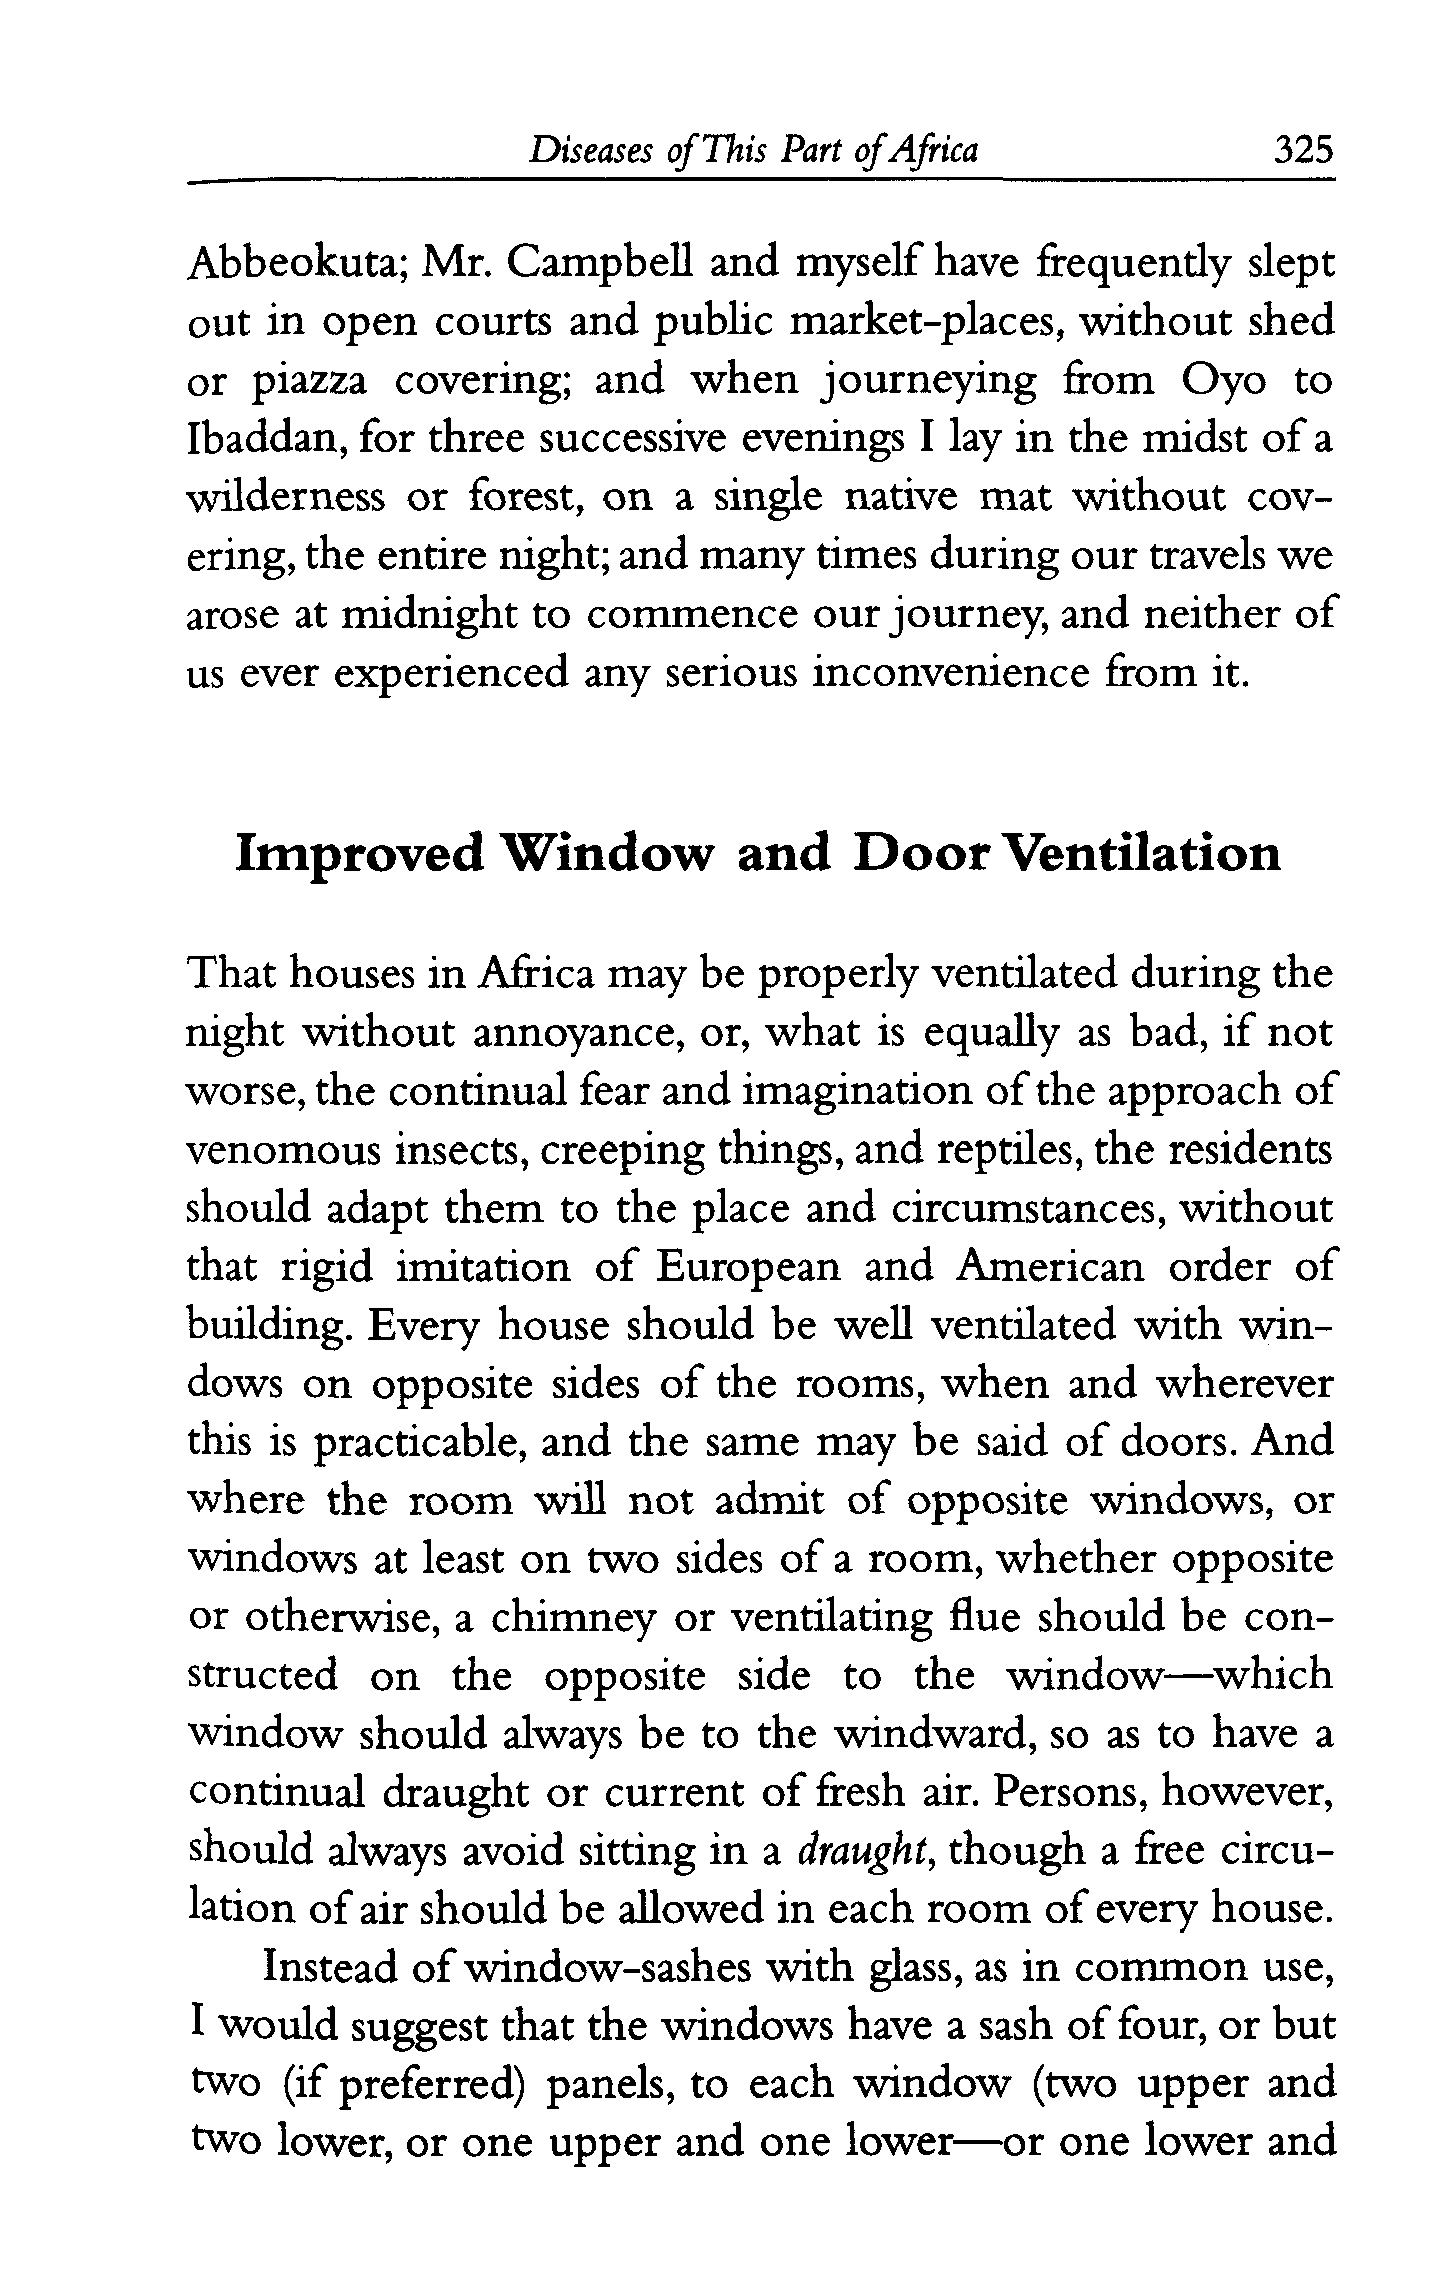 Diseases of This Part of Africa 325
Abbeokuta; Mr. Campbell and myself have frequently slept
out in open courts and public market-places, without shed
or piazza covering; and when journeying from Oyo to
Ibaddan, for three successive evenings I lay in the midst of a
wilderness or forest, on a single native mat without cov-
ering, the entire night; and many times during our travels we
arose at midnight to commence our journey, and neither of
us ever experienced any serious inconvenience from it.
Improved Window and Door Ventilation
That houses in Africa may be properly ventilated during the
night without annoyance, or, what is equally as bad, if not
worse, the continual fear and imagination of the approach of
venomous insects, creeping things, and reptiles, the residents
should adapt them to the place and circumstances, without
that rigid imitation of European and American order of
building. Every house should be well ventilated with win-
dows on opposite sides of the rooms, when and wherever
this is practicable, and the same may be said of doors. And
where the room will not admit of opposite windows, or
windows at least on two sides of a room, whether opposite
or otherwise, a chimney or ventilating flue should be con-
structed on the opposite side to the window—which
window should always be to the windward, so as to have a
continual draught or current of fresh air. Persons, however,
should always avoid sitting in a draught, though a free circu-
lation of air should be allowed in each room of every house.
Instead of window-sashes with glass, as in common use,
I would suggest that the windows have a sash of four, or but
two (if preferred) panels, to each window (two upper and
two lower, or one upper and one lower—or one lower and